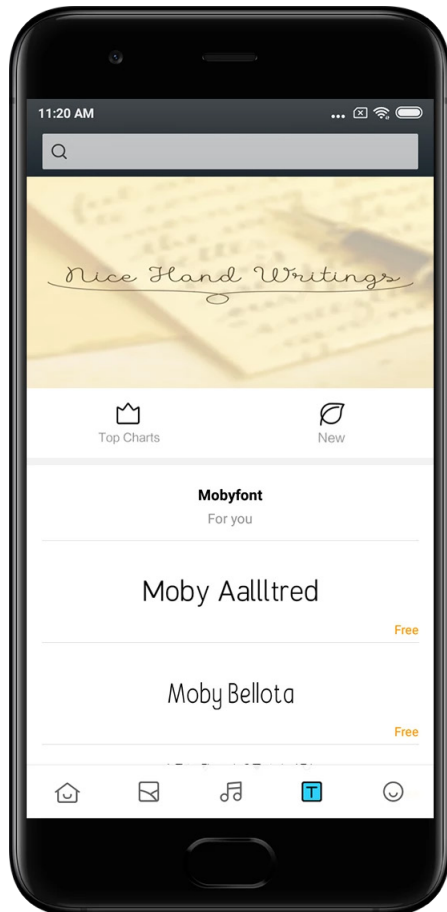 11:20 AM
Nice Hand Writings
Top Charts
New
Mobyfont
For you
Moby Aallltred
Free
Moby Bellota
Free